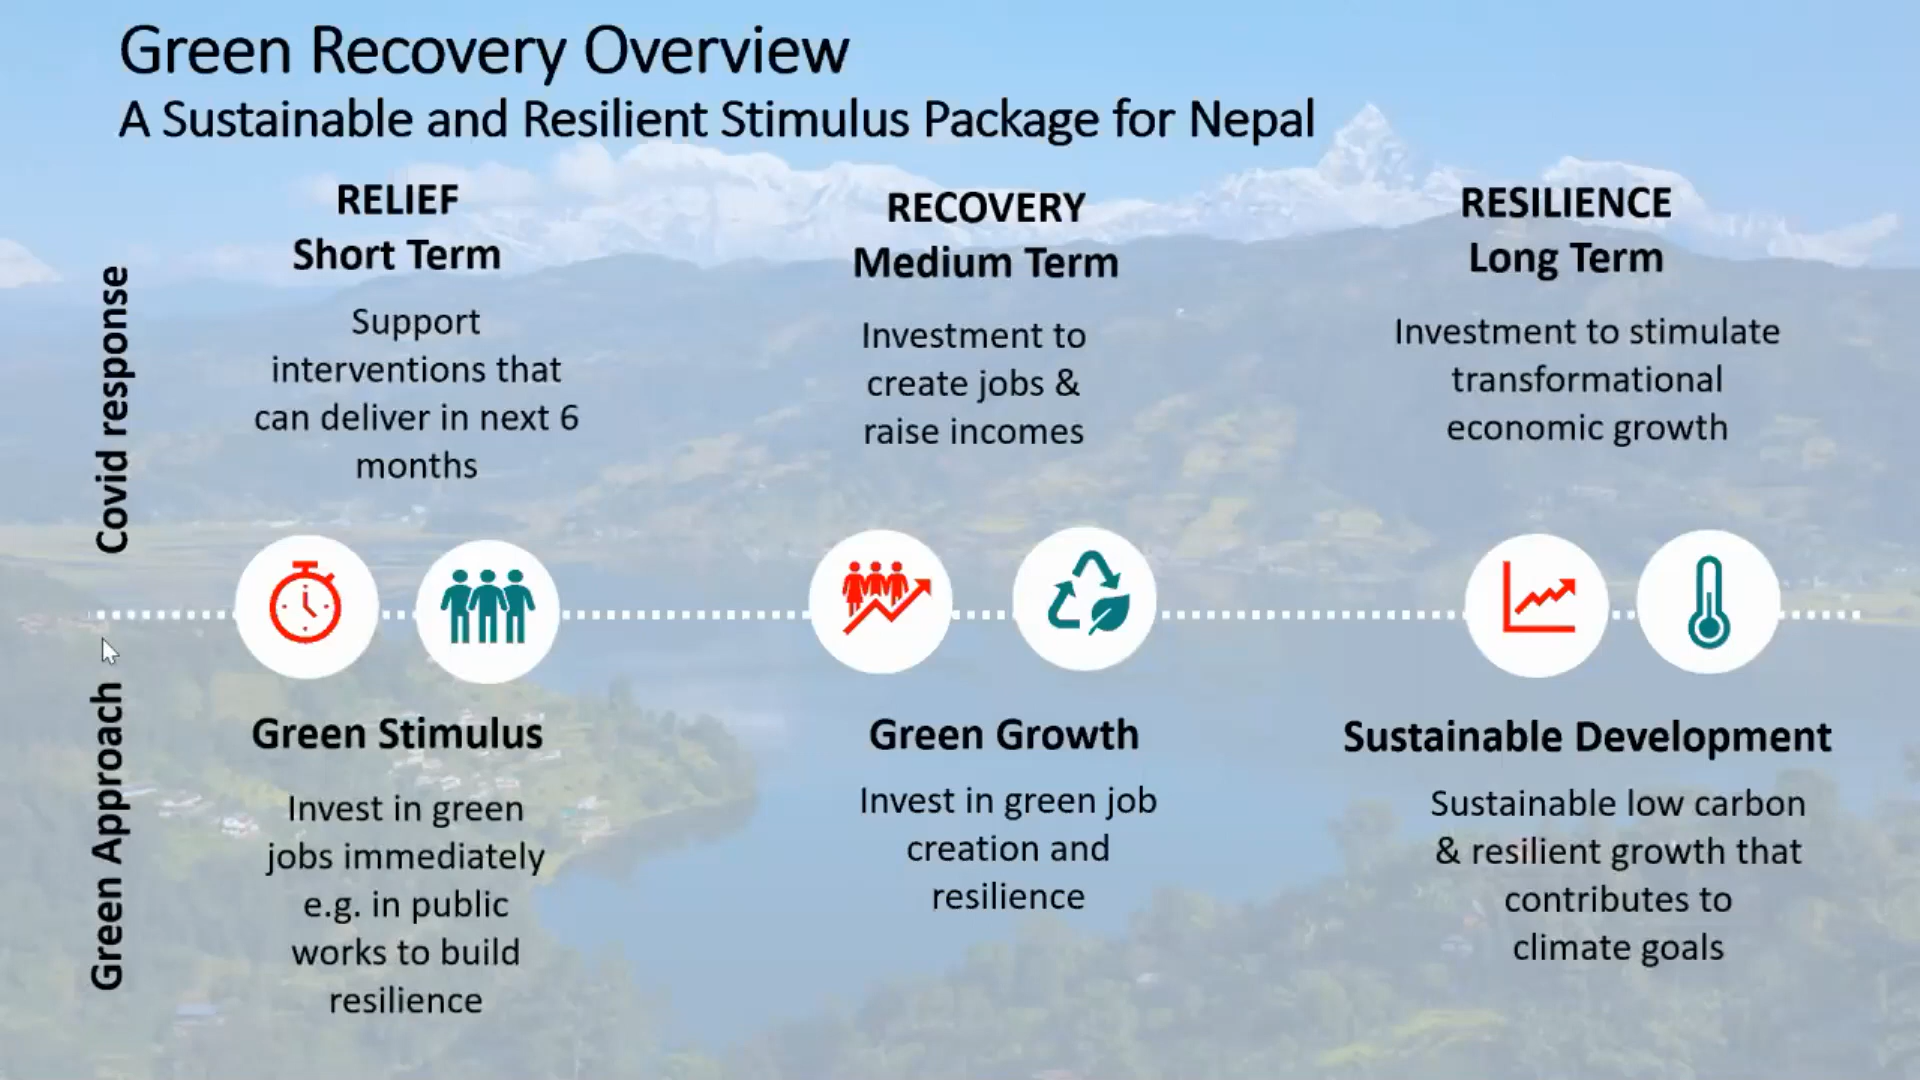 Green Recovery Overview
A Sustainable and Resilient Stimulus Package for Nepal
Covid response
RELIEF
Short Term
Support
interventions that
can deliver in next 6
months
RECOVERY
Medium Term
Investment to
create jobs &
raise incomes
RESILIENCE
Long Term
Investment to stimulate
transformational
economic growth
Green Approach
Green Stimulus
Invest in green
jobs immediately
e.g. in public
works to build
resilience
Green Growth
Invest in green job
creation and
resilience
Sustainable Development
Sustainable low carbon
& resilient growth that
contributes to
climate goals